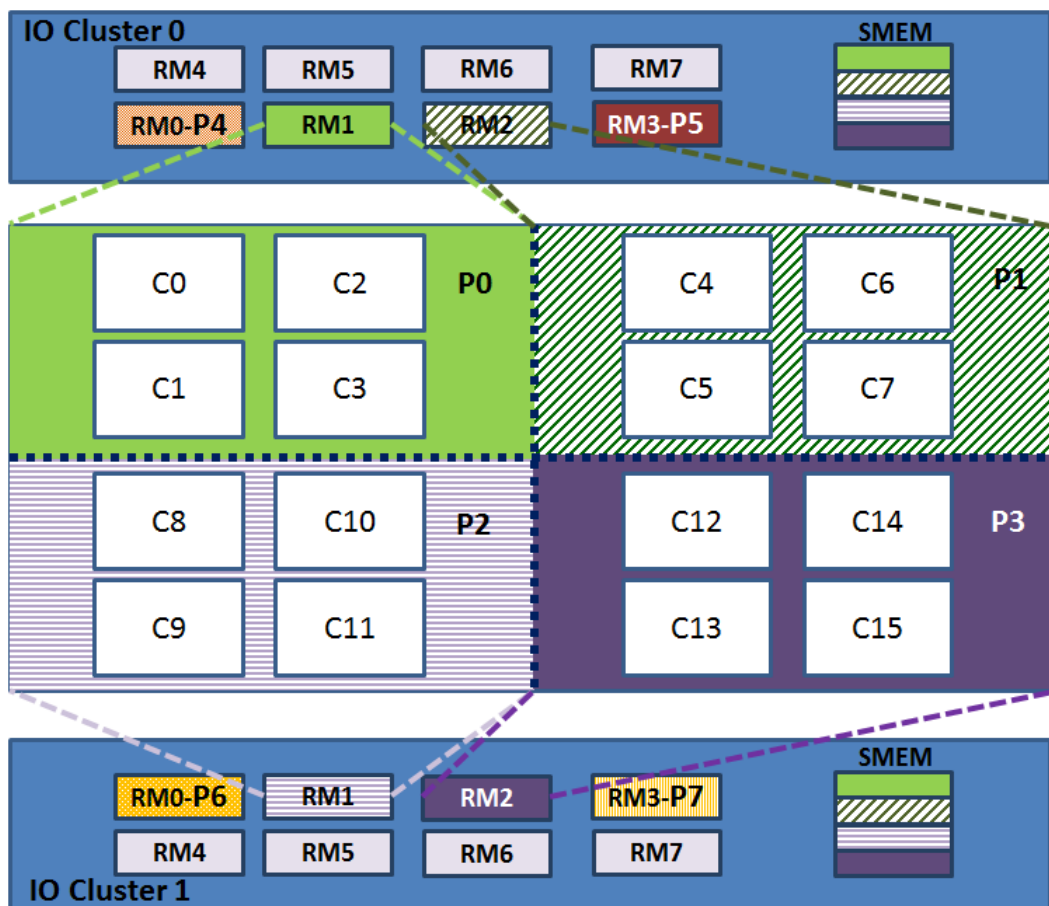 IO Cluster 0
SMEM
RM4 RM5 RM6 RM7
RM0-P4 RM1 RM2 RM3-P5
C0 C2 P0 C4 C6 P1
C1 C3 C5 C7
C8 C10 P2 C12 C14 P3
C9 C11 C13 C15
SMEM
RM0-P6 RM1 RM2 RM3-P7
RM4 RM5 RM6 RM7
IO Cluster 1